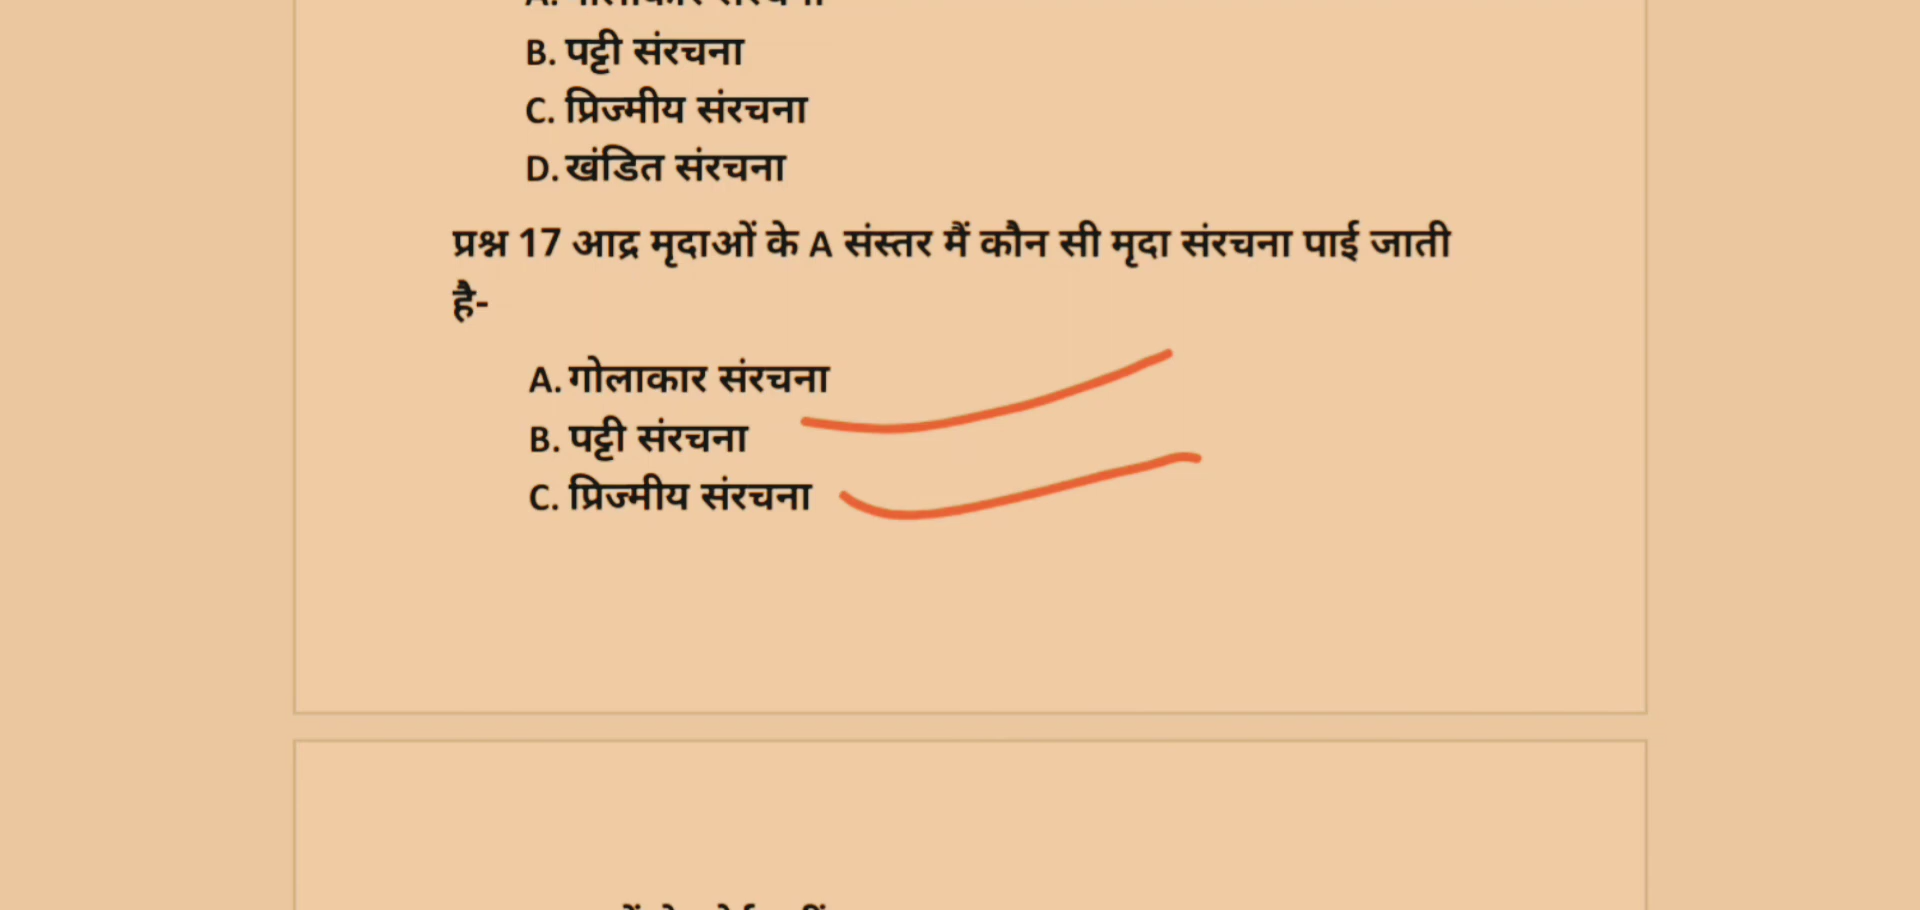 B. पट्टी संरचना
C. प्रिज्मीय संरचना
D. खंडित संरचना
प्रश्न 17 आद्र मृदाओं के A संस्तर मैं कौन सी मृदा संरचना पाई जाती
है-
A. गोलाकार संरचना
B. पट्टी संरचना
C. प्रिज्मीय संरचना